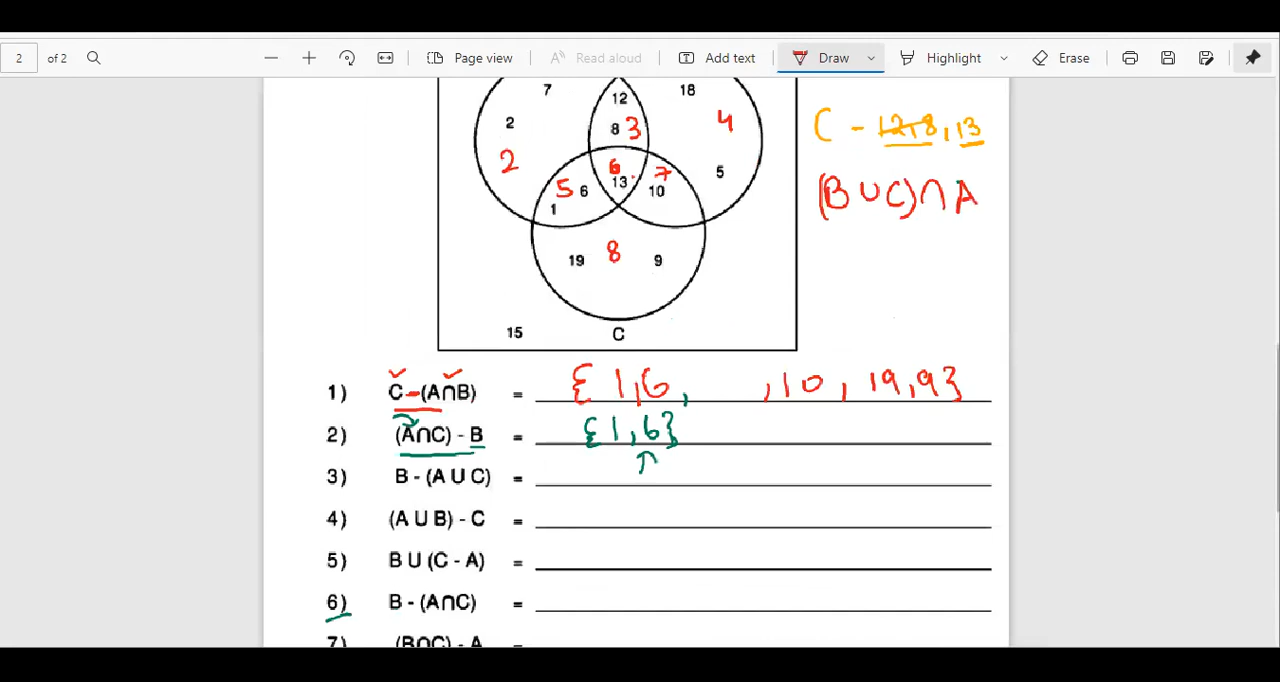 2 of 2 Page view Read aloud Add text Draw Highlight Erase
7 12 18
2 8 3 4 C - 12,8,13
2 6 7 5
5 6 13 10 (B ∪ C) ∩ A
1
19 8 9
15 C
1) C - (A∩B) = { 1,6, ,10, 19,9}
2) (A∩C) - B = {1,6}
3) B - (A U C) =
4) (A U B) - C =
5) B U (C - A) =
6) B - (A∩C) =
7) (B∩C) - A